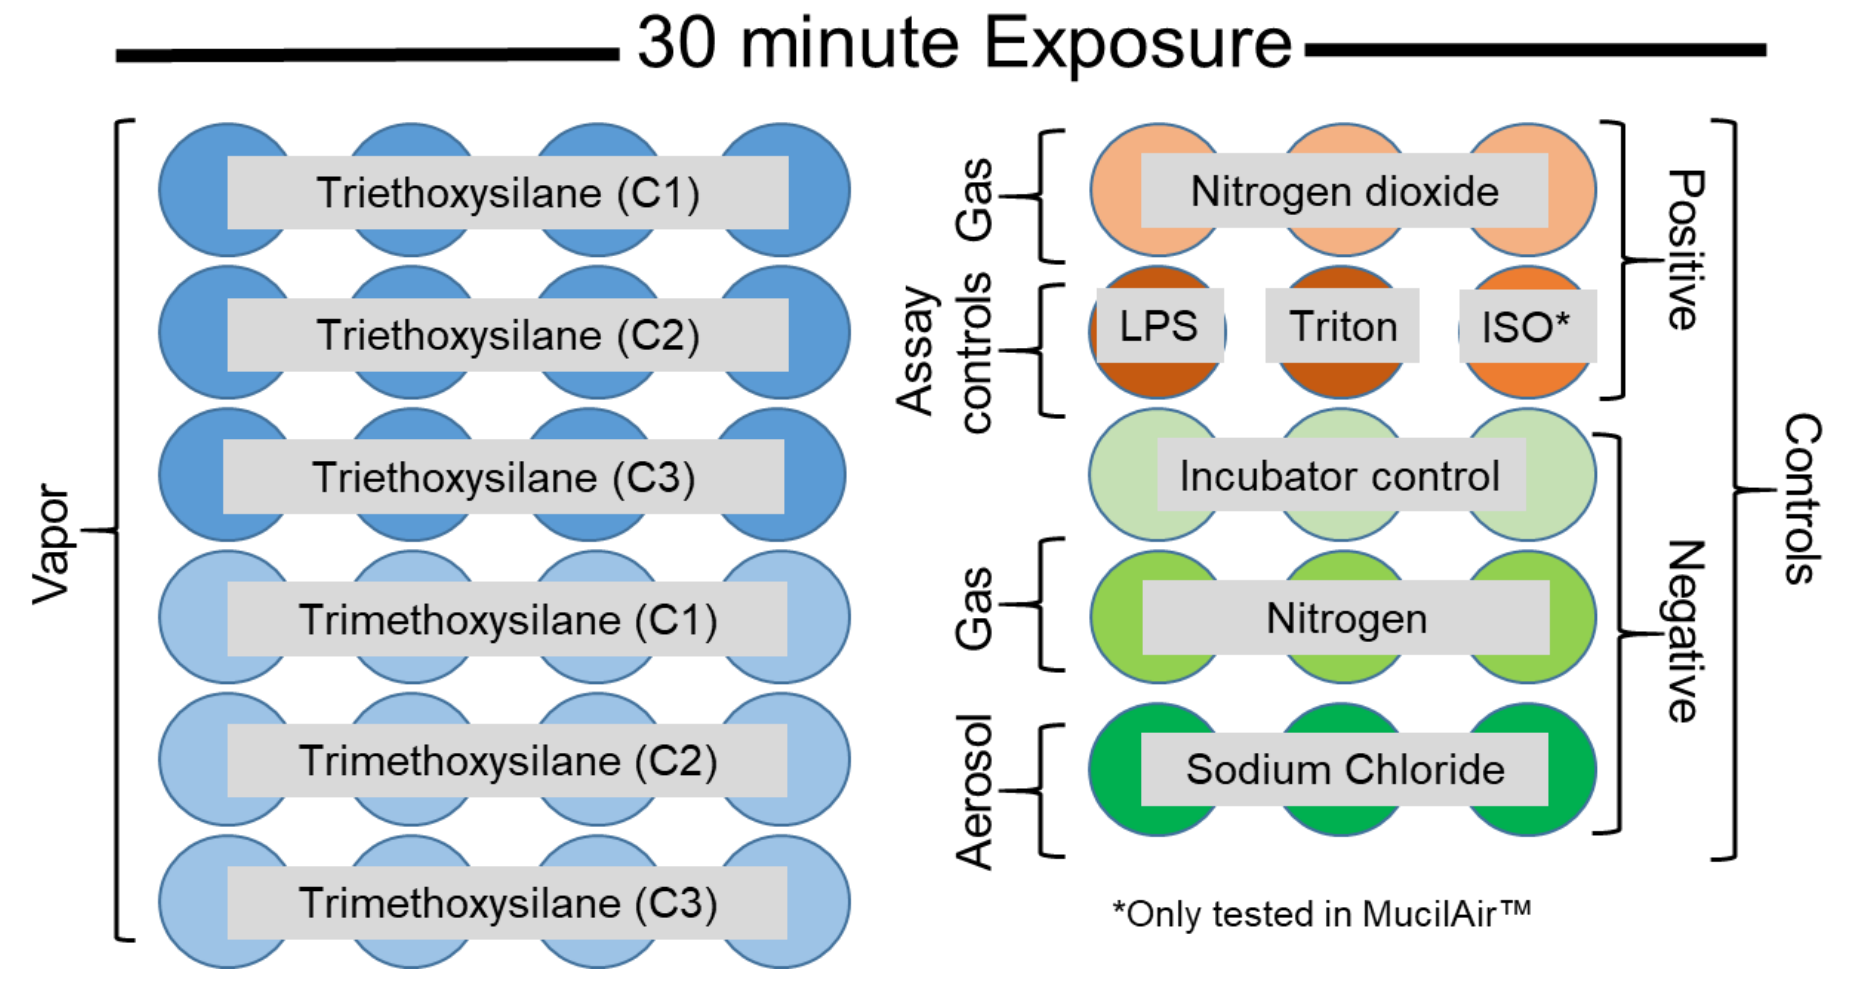 30 minute Exposure
Vapor
Triethoxysilane (C1)
Triethoxysilane (C2)
Triethoxysilane (C3)
Trimethoxysilane (C1)
Trimethoxysilane (C2)
Trimethoxysilane (C3)
Gas
Nitrogen dioxide
Assay
controls
LPS
Triton
ISO*
Positive
Incubator control
Gas
Nitrogen
Aerosol
Sodium Chloride
Negative
Controls
*Only tested in MucilAir™